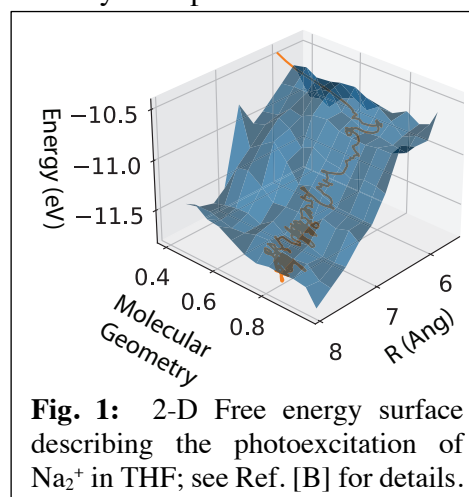 Energy (eV)
−10.5
−11.0
−11.5
0.4
0.6
0.8
Molecular
Geometry
6
7
8
R (Ang)
Fig. 1: 2-D Free energy surface
describing the photoexcitation of
Na₂⁺ in THF; see Ref. [B] for details.